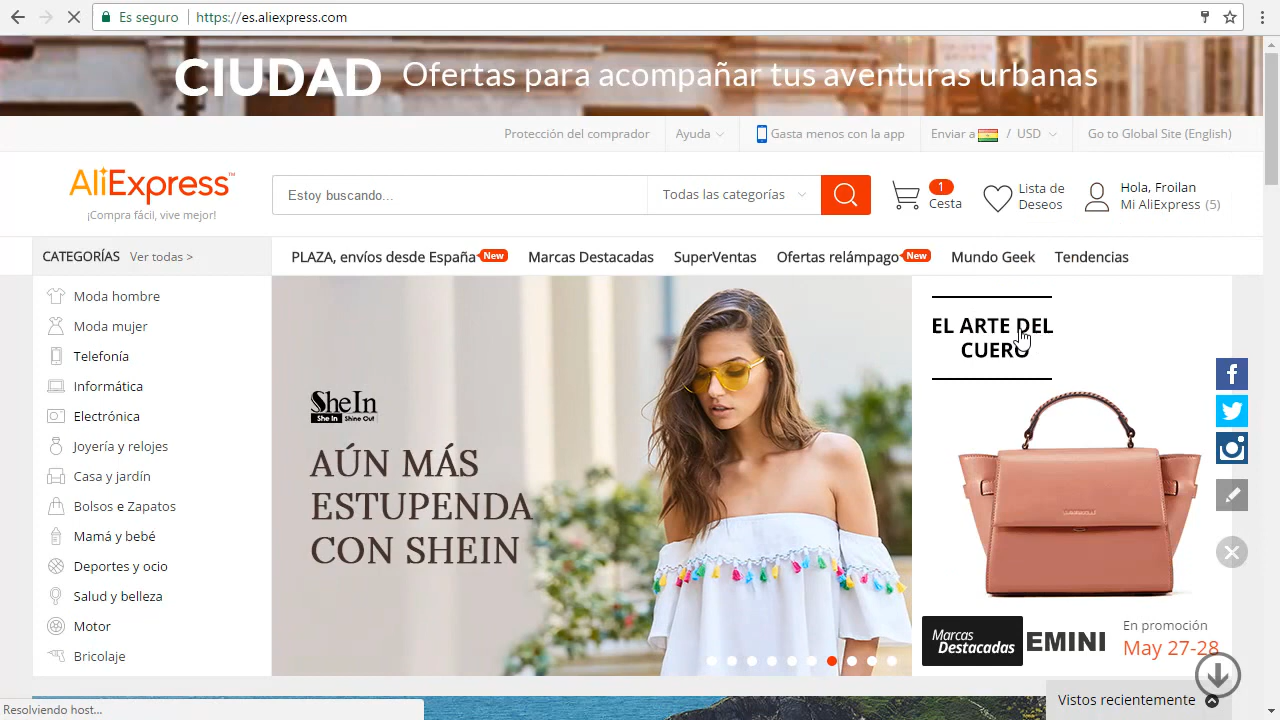 Es seguro
https://es.aliexpress.com
CIUDAD Ofertas para acompañar tus aventuras urbanas
Protección del comprador
Ayuda
Gasta menos con la app
Enviar a / USD
Go to Global Site (English)
AliExpress™
¡Compra fácil, vive mejor!
Estoy buscando...
Todas las categorías
1
Cesta
Lista de
Deseos
Hola, Froilan
Mi AliExpress (5)
CATEGORÍAS Ver todas >
PLAZA, envíos desde España New
Marcas Destacadas
SuperVentas
Ofertas relámpago New
Mundo Geek
Tendencias
Moda hombre
Moda mujer
Telefonía
Informática
Electrónica
Joyería y relojes
Casa y jardín
Bolsos e Zapatos
Mamá y bebé
Deportes y ocio
Salud y belleza
Motor
Bricolaje
SheIn
She In Shine Out
AÚN MÁS
ESTUPENDA
CON SHEIN
EL ARTE DEL
CUERO
Marcas
Destacadas
EMINI
En promoción
May 27-28
Vistos recientemente
Resolviendo host...